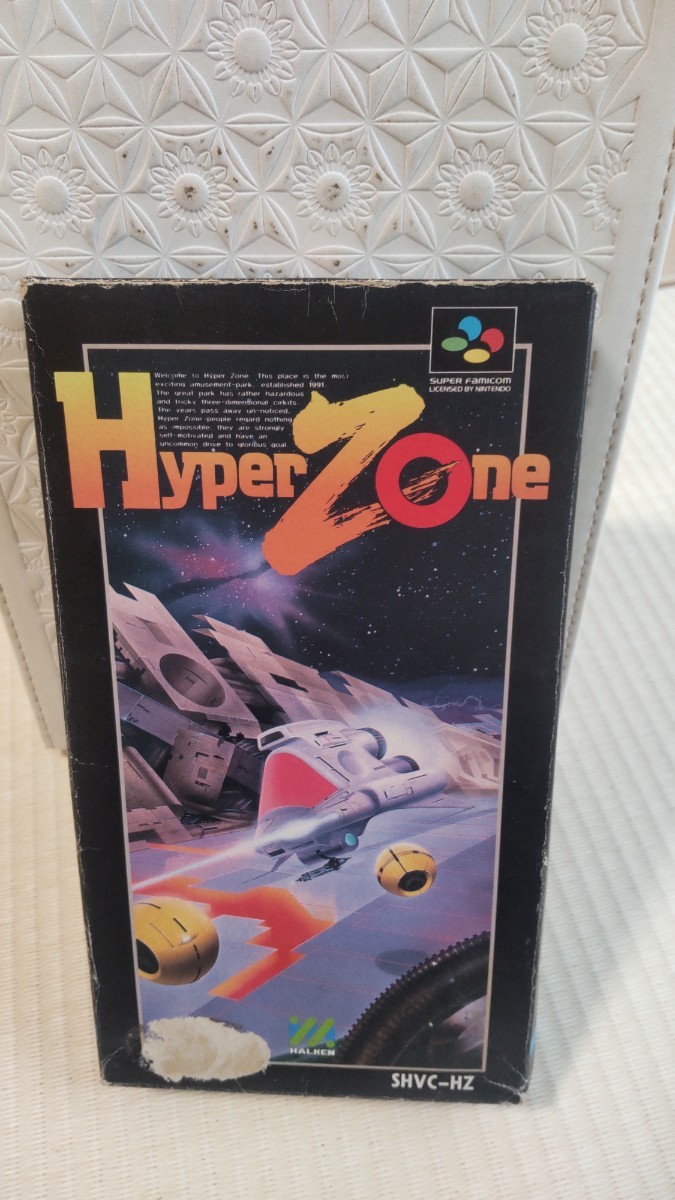 SUPER FAMICOM
LICENSED BY NINTENDO
Welcome to Hyper Zone. This place is the most
exciting amusement-park, established 1991.
The great park has rather hazardous
and tricky three-dimensional cirkits
The years pass away un-noticed.
Hyper Zone-people regard nothing
as impossible, they are strongly
self-motivated and have an
uncommon drive to glorious goal.
Hyper Zone
HALKEN
SHVC-HZ